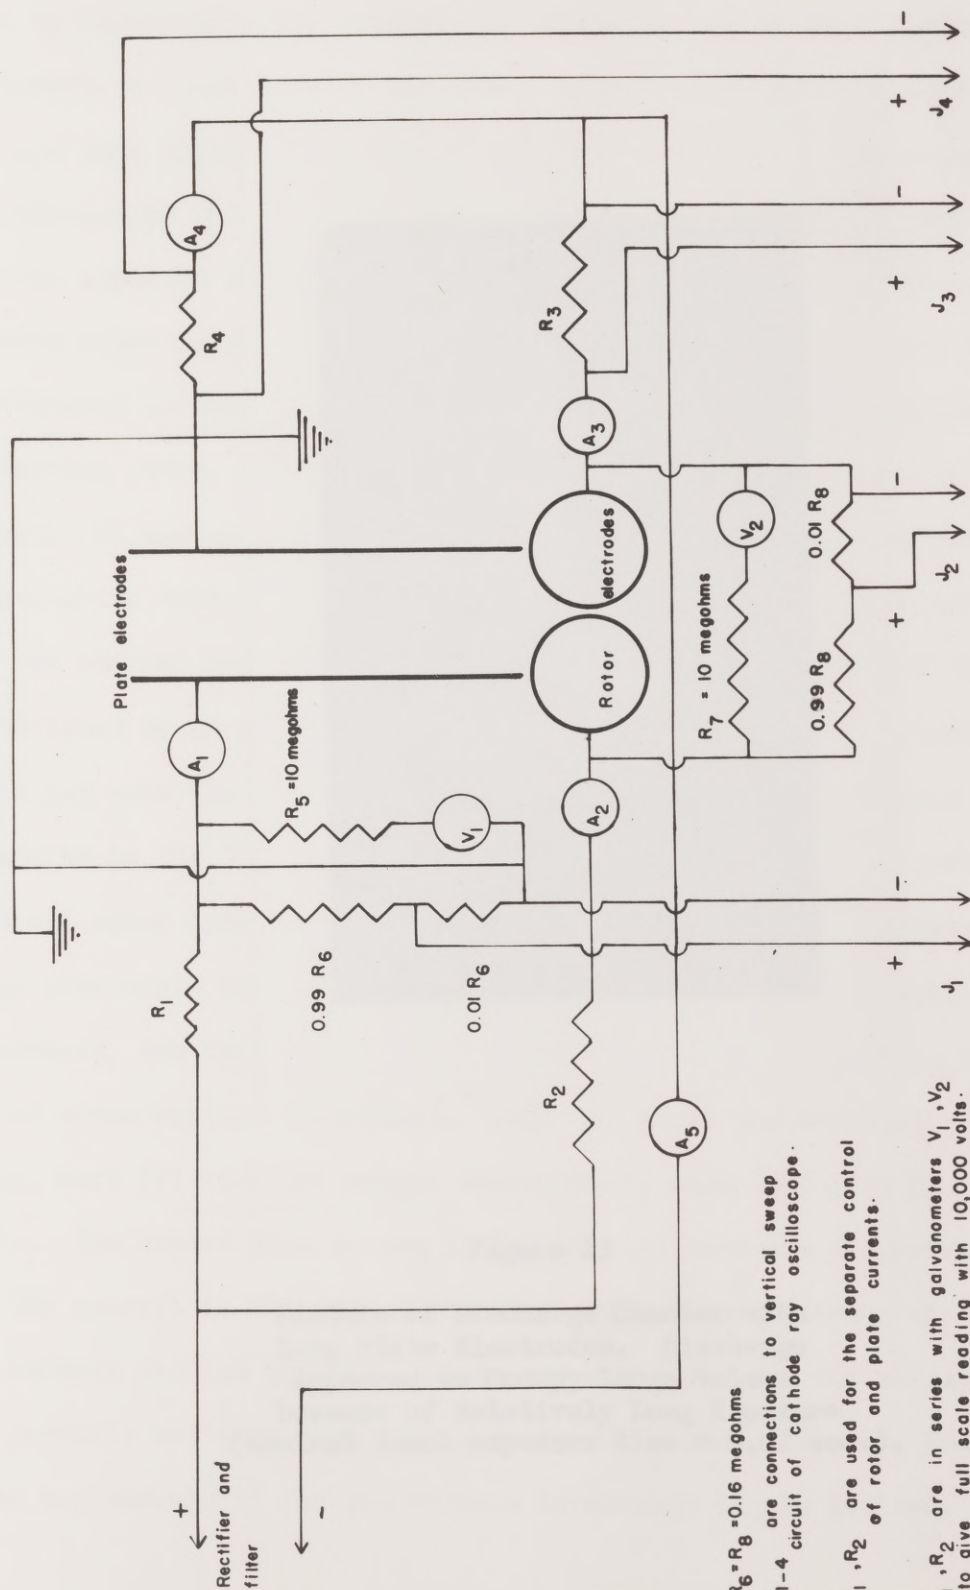 Plate electrodes
A1
A4
R4
R1
R5 =10 megohms
V1
0.99 R6
0.01 R6
Rotor
electrodes
A2
A3
R3
R2
A5
R7 = 10 megohms
V2
0.99 R8
0.01 R8
+ -
J1
+ -
J2
+ -
J3
+ -
J4
+
Rectifier and
filter
-
R6 = R8 =0.16 megohms
1-4 are connections to vertical sweep
circuit of cathode ray oscilloscope.
, R2 are used for the separate control
of rotor and plate currents.
, R2 are in series with galvanometers V1 , V2
to give full scale reading with 10,000 volts.